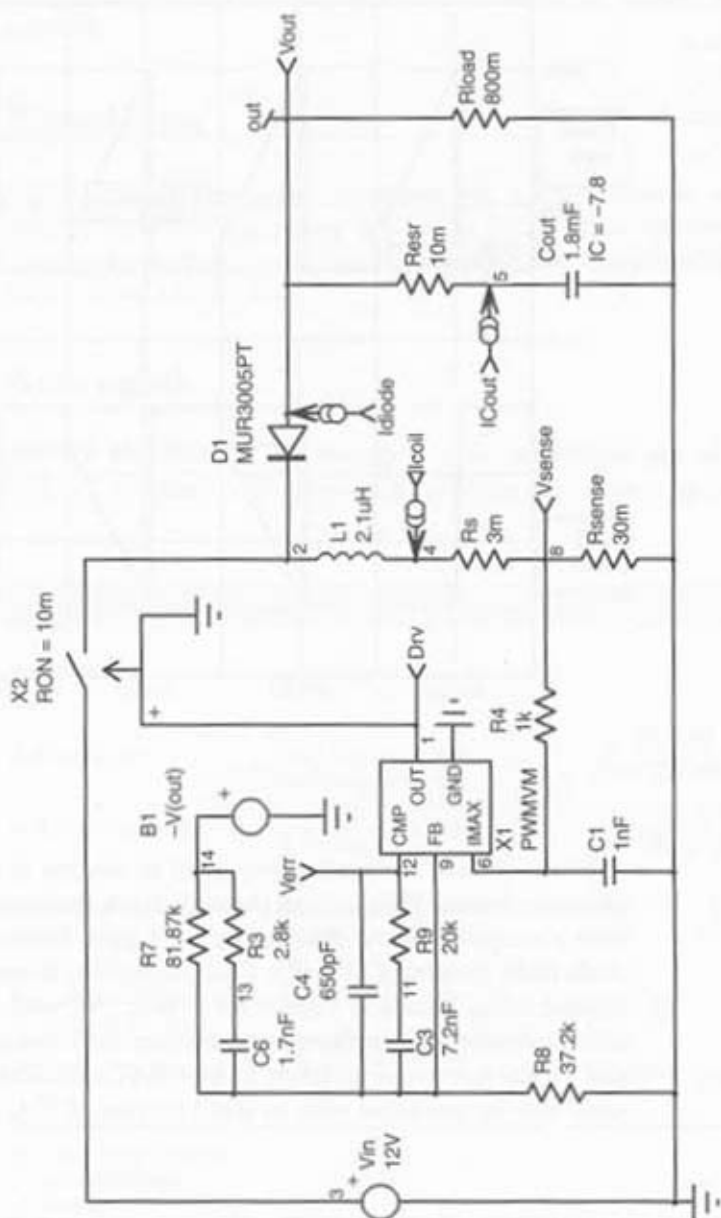 X2
RON = 10m
+
B1
−V(out)
+
R7
81.87k
14
R3
2.8k
13
C6
1.7nF
Verr
C4
650pF
12
R9
20k
11
C3
7.2nF
9
6
R8
37.2k
CMP
OUT
FB
GND
IMAX
X1
PWMVM
1
Drv
R4
1k
C1
1nF
3
+
Vin
12V
2
L1
2.1uH
Icoil
4
Rs
3m
8
Vsense
Rsense
30m
D1
MUR3005PT
Idiode
Resr
10m
ICout
5
Cout
1.8mF
IC = −7.8
out
Vout
Rload
800m